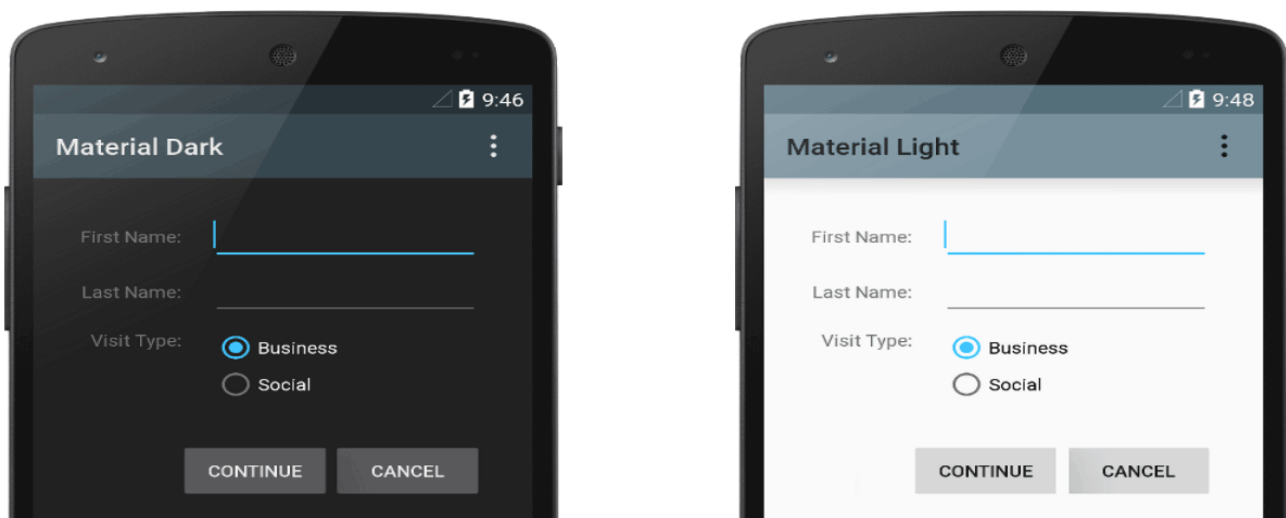 9:46
Material Dark
First Name:
Last Name:
Visit Type:
Business
Social
CONTINUE CANCEL
9:48
Material Light
First Name:
Last Name:
Visit Type:
Business
Social
CONTINUE CANCEL